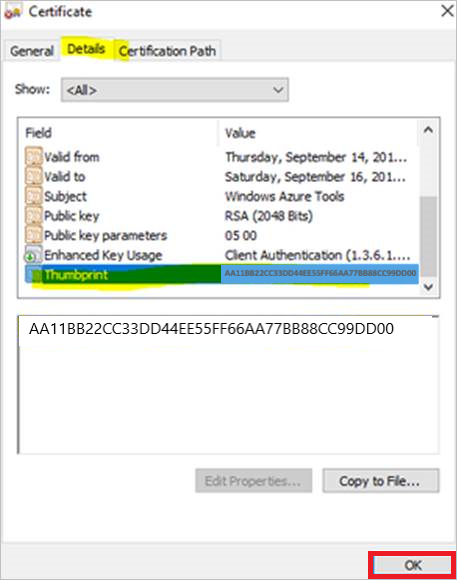 Certificate
General Details Certification Path
Show: <All>
Field Value
Valid from Thursday, September 14, 201...
Valid to Saturday, September 16, 201...
Subject Windows Azure Tools
Public key RSA (2048 Bits)
Public key parameters 05 00
Enhanced Key Usage Client Authentication (1.3.6.1....
Thumbprint AA11BB22CC33DD44EE55FF66AA77BB88CC99DD00
AA11BB22CC33DD44EE55FF66AA77BB88CC99DD00
Edit Properties... Copy to File...
OK